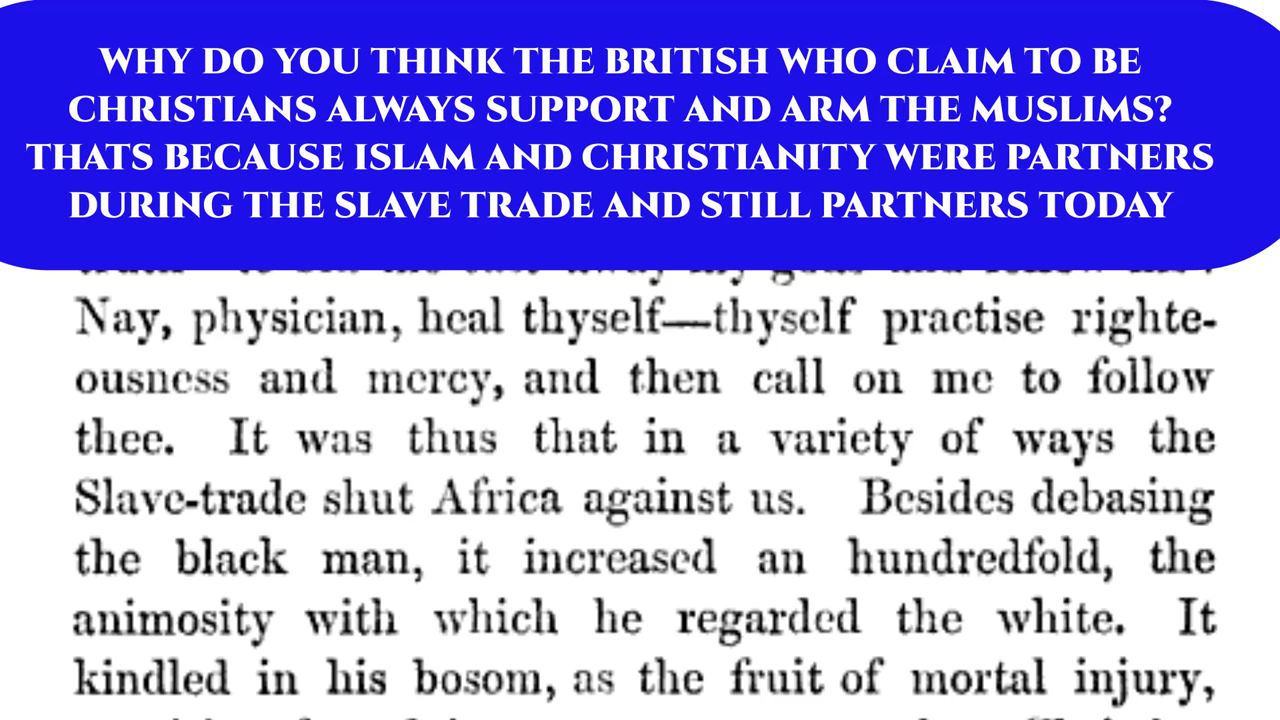 WHY DO YOU THINK THE BRITISH WHO CLAIM TO BE
CHRISTIANS ALWAYS SUPPORT AND ARM THE MUSLIMS?
THATS BECAUSE ISLAM AND CHRISTIANITY WERE PARTNERS
DURING THE SLAVE TRADE AND STILL PARTNERS TODAY
Nay, physician, heal thyself—thyself practise righte-
ousness and mercy, and then call on me to follow
thee. It was thus that in a variety of ways the
Slave-trade shut Africa against us. Besides debasing
the black man, it increased an hundredfold, the
animosity with which he regarded the white. It
kindled in his bosom, as the fruit of mortal injury,